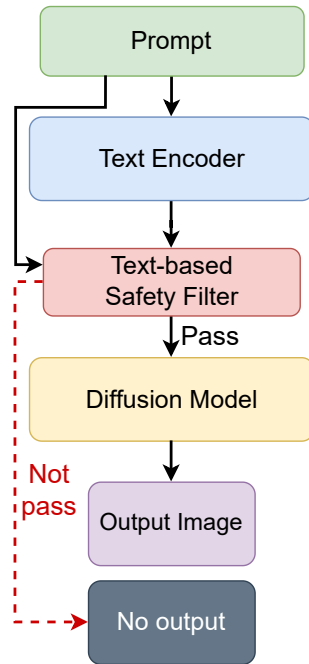 Prompt
Text Encoder
Text-based
Safety Filter
Pass
Diffusion Model
Not
pass
Output Image
No output